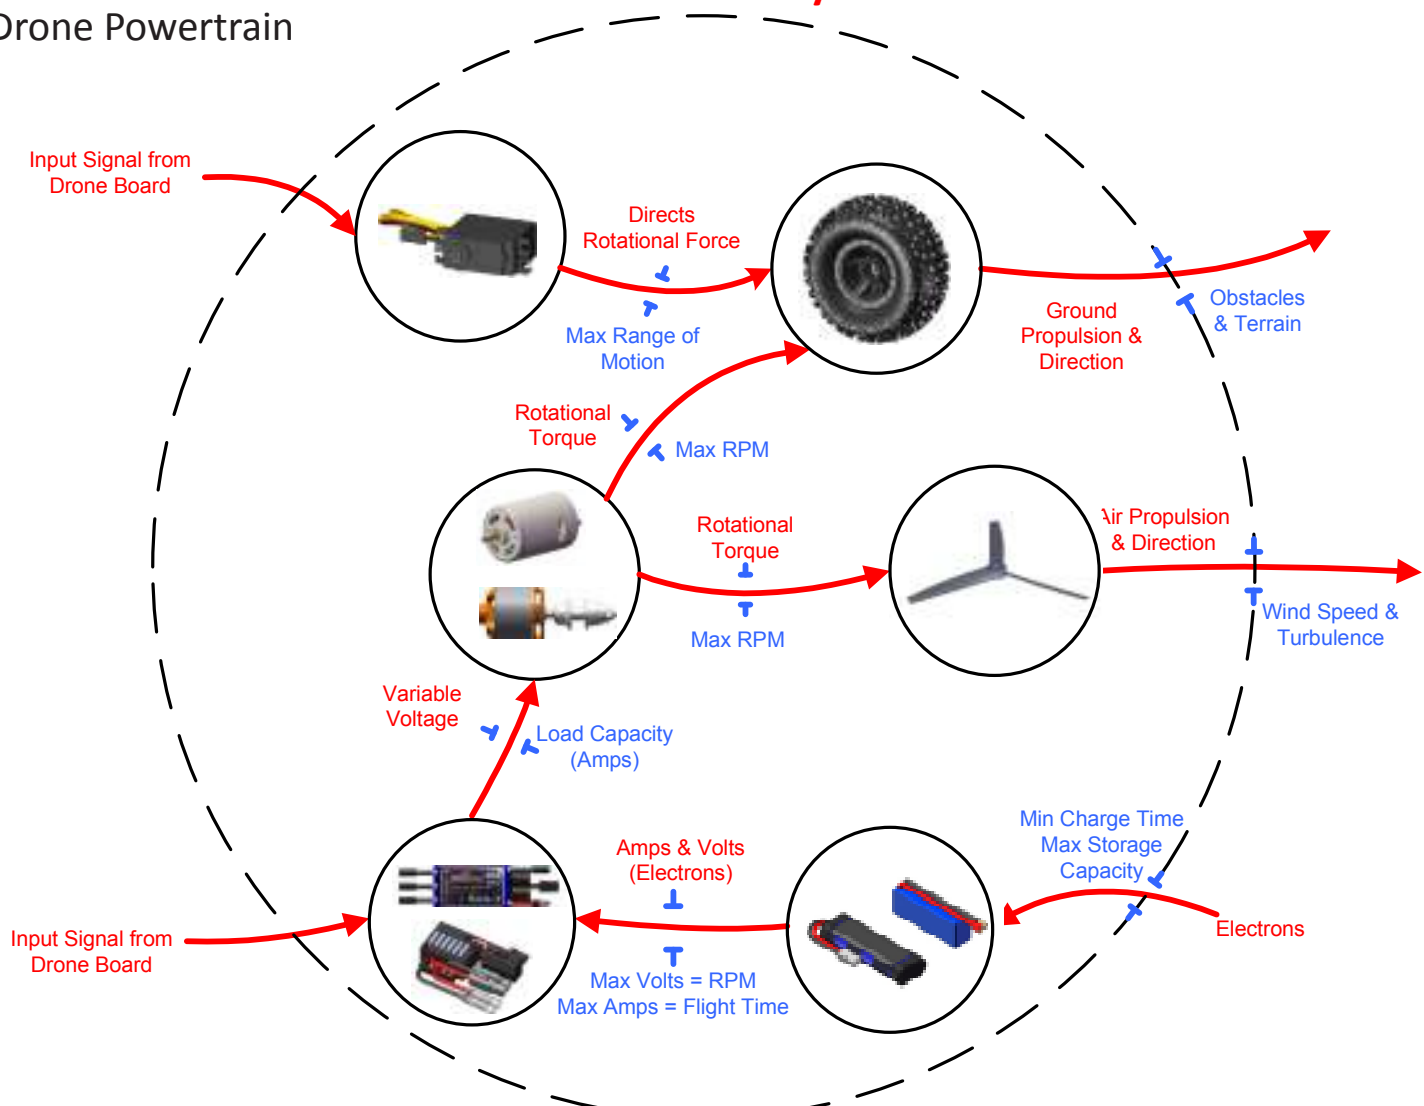 Drone Powertrain
Input Signal from
Drone Board
Directs
Rotational Force
Max Range of
Motion
Ground
Propulsion &
Direction
Obstacles
& Terrain
Rotational
Torque
Max RPM
Rotational
Torque
Max RPM
Air Propulsion
& Direction
Wind Speed &
Turbulence
Variable
Voltage
Load Capacity
(Amps)
Min Charge Time
Max Storage
Capacity
Amps & Volts
(Electrons)
Electrons
Input Signal from
Drone Board
Max Volts = RPM
Max Amps = Flight Time